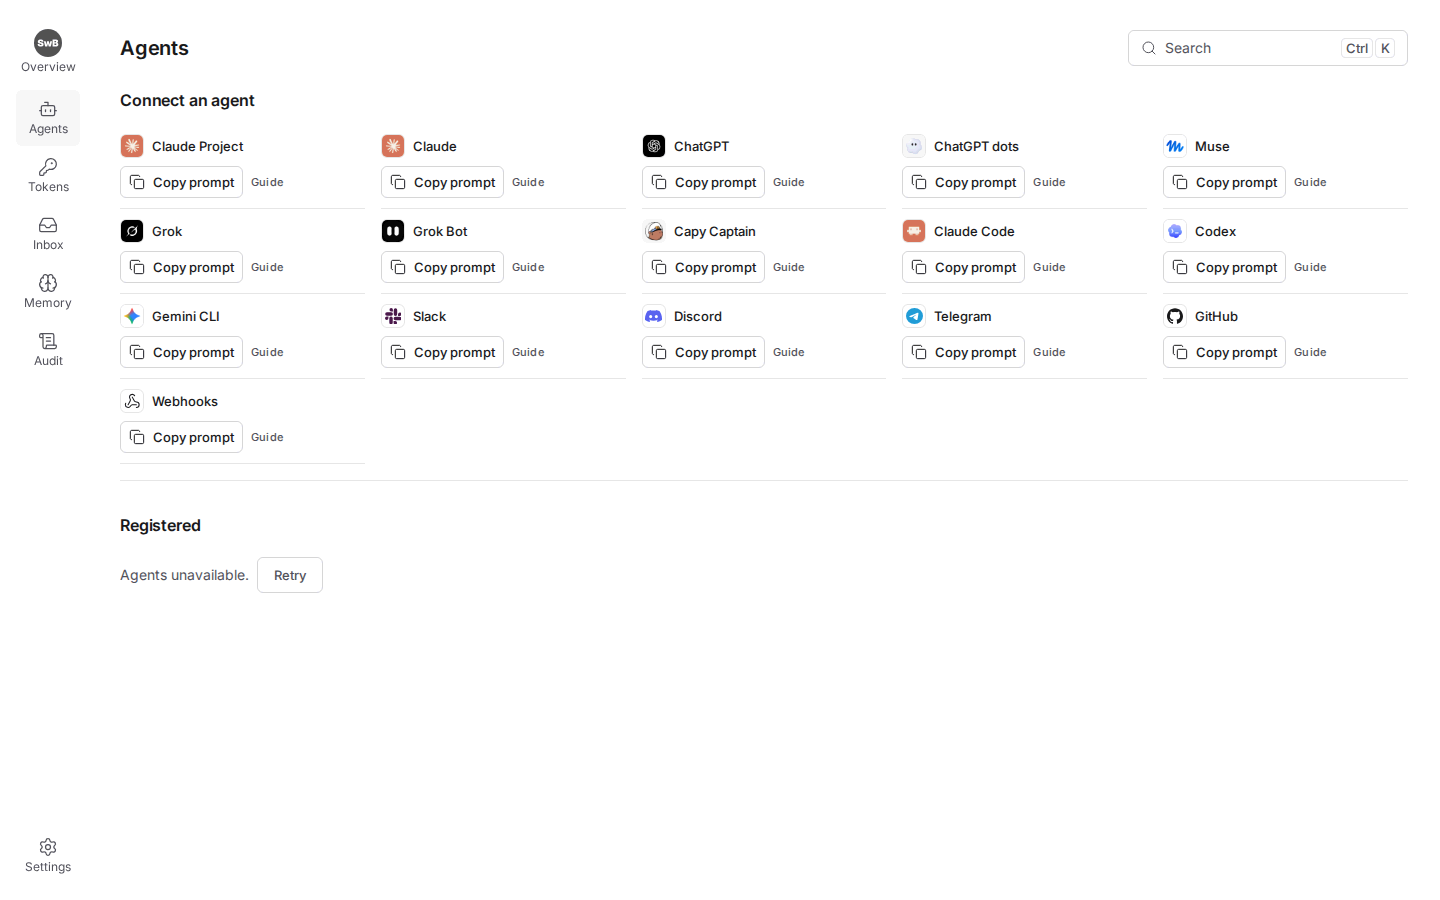 SwB
Overview
Agents
Tokens
Inbox
Memory
Audit
Settings
Agents
Search Ctrl K
Connect an agent
Claude Project
Copy prompt Guide
Claude
Copy prompt Guide
ChatGPT
Copy prompt Guide
ChatGPT dots
Copy prompt Guide
Muse
Copy prompt Guide
Grok
Copy prompt Guide
Grok Bot
Copy prompt Guide
Capy Captain
Copy prompt Guide
Claude Code
Copy prompt Guide
Codex
Copy prompt Guide
Gemini CLI
Copy prompt Guide
Slack
Copy prompt Guide
Discord
Copy prompt Guide
Telegram
Copy prompt Guide
GitHub
Copy prompt Guide
Webhooks
Copy prompt Guide
Registered
Agents unavailable. Retry